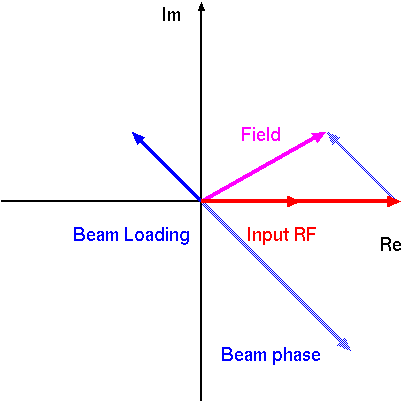 Im
Field
Beam Loading
Input RF
Re
Beam phase